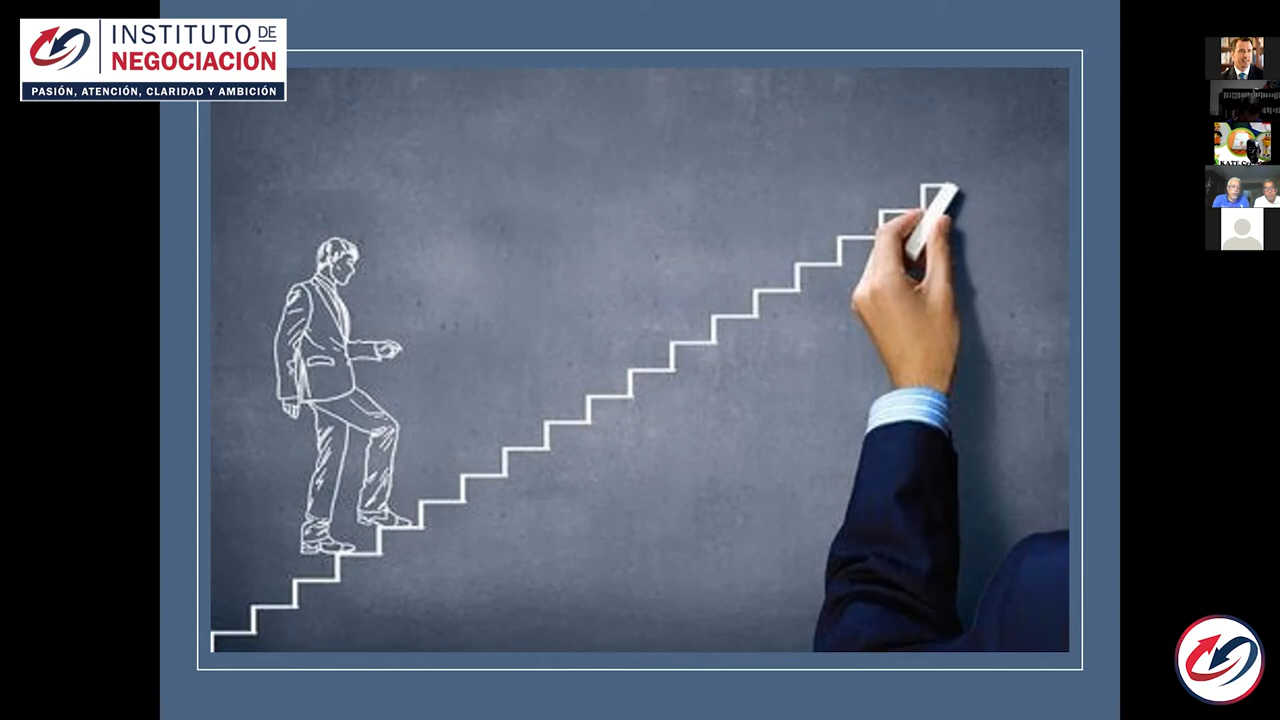 INSTITUTO DE
NEGOCIACIÓN
PASIÓN, ATENCIÓN, CLARIDAD Y AMBICIÓN